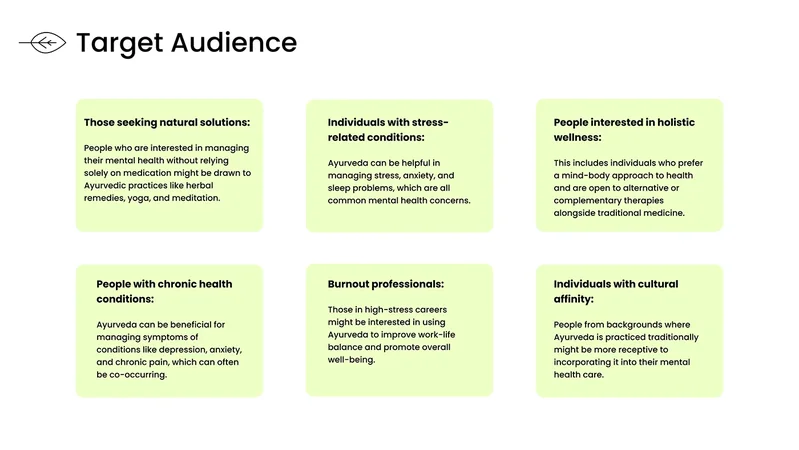 Target Audience
Those seeking natural solutions:
People who are interested in managing
their mental health without relying
solely on medication might be drawn to
Ayurvedic practices like herbal
remedies, yoga, and meditation.
Individuals with stress-
related conditions:
Ayurveda can be helpful in
managing stress, anxiety, and
sleep problems, which are all
common mental health concerns.
People interested in holistic
wellness:
This includes individuals who prefer
a mind-body approach to health
and are open to alternative or
complementary therapies
alongside traditional medicine.
People with chronic health
conditions:
Ayurveda can be beneficial for
managing symptoms of
conditions like depression, anxiety,
and chronic pain, which can often
be co-occurring.
Burnout professionals:
Those in high-stress careers
might be interested in using
Ayurveda to improve work-life
balance and promote overall
well-being.
Individuals with cultural
affinity:
People from backgrounds where
Ayurveda is practiced traditionally
might be more receptive to
incorporating it into their mental
health care.